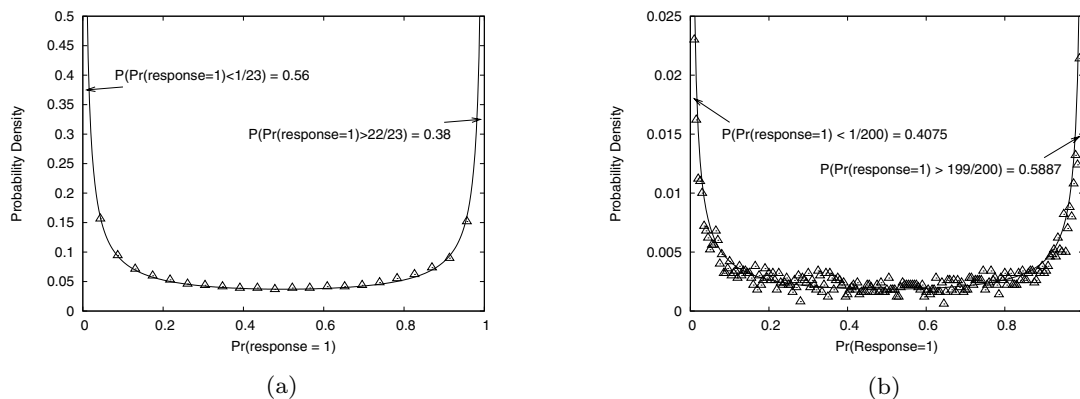 0.5
0.45
0.4
0.35
0.3
0.25
0.2
0.15
0.1
0.05
0
Probability Density
P(Pr(response=1)<1/23) = 0.56
P(Pr(response=1)>22/23) = 0.38
0 0.2 0.4 0.6 0.8 1
Pr(response = 1)
(a)
0.025
0.02
0.015
0.01
0.005
0
Probability Density
P(Pr(response=1) < 1/200) = 0.4075
P(Pr(response=1) > 199/200) = 0.5887
0 0.2 0.4 0.6 0.8
Pr(Response=1)
(b)